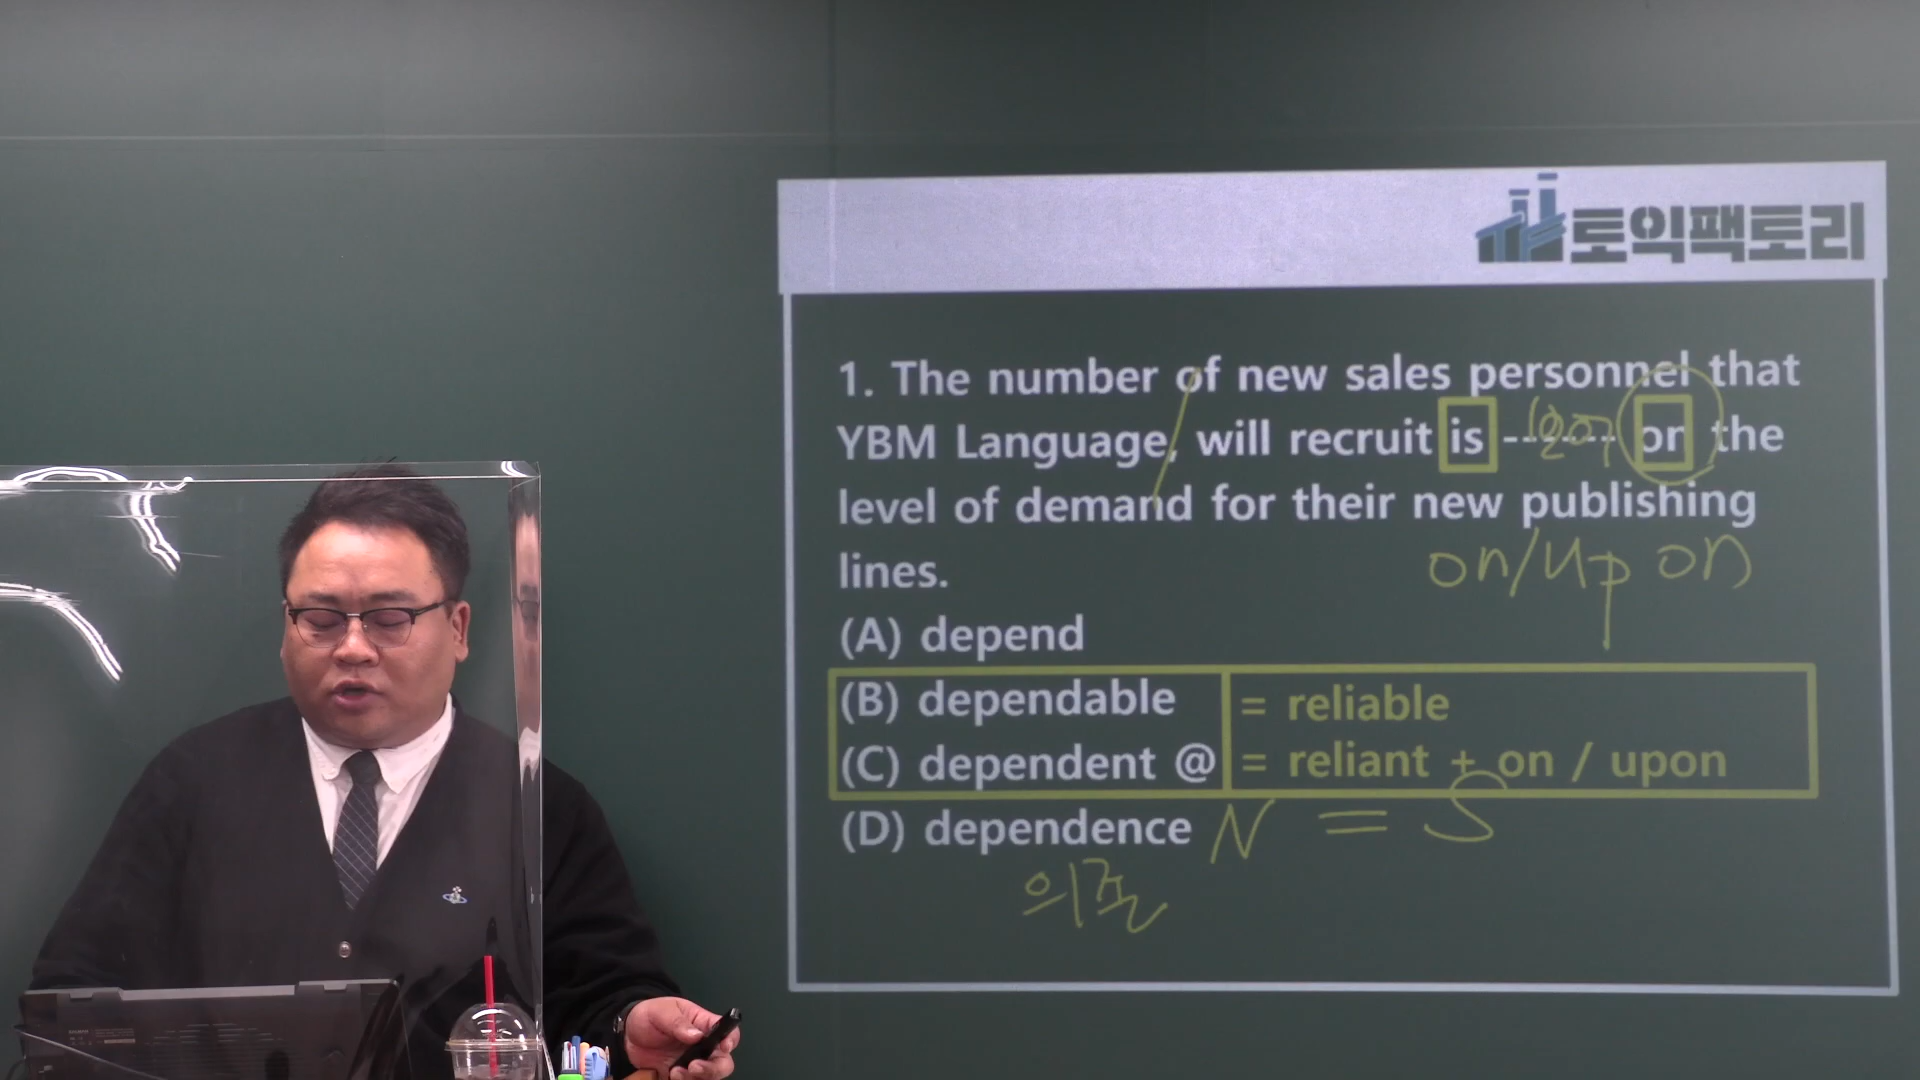 토익팩토리
1. The number of new sales personnel that
YBM Language, will recruit is ------- on the
level of demand for their new publishing
lines.
on/upon
(A) depend
(B) dependable = reliable
(C) dependent @ = reliant + on / upon
(D) dependence N = S
의존